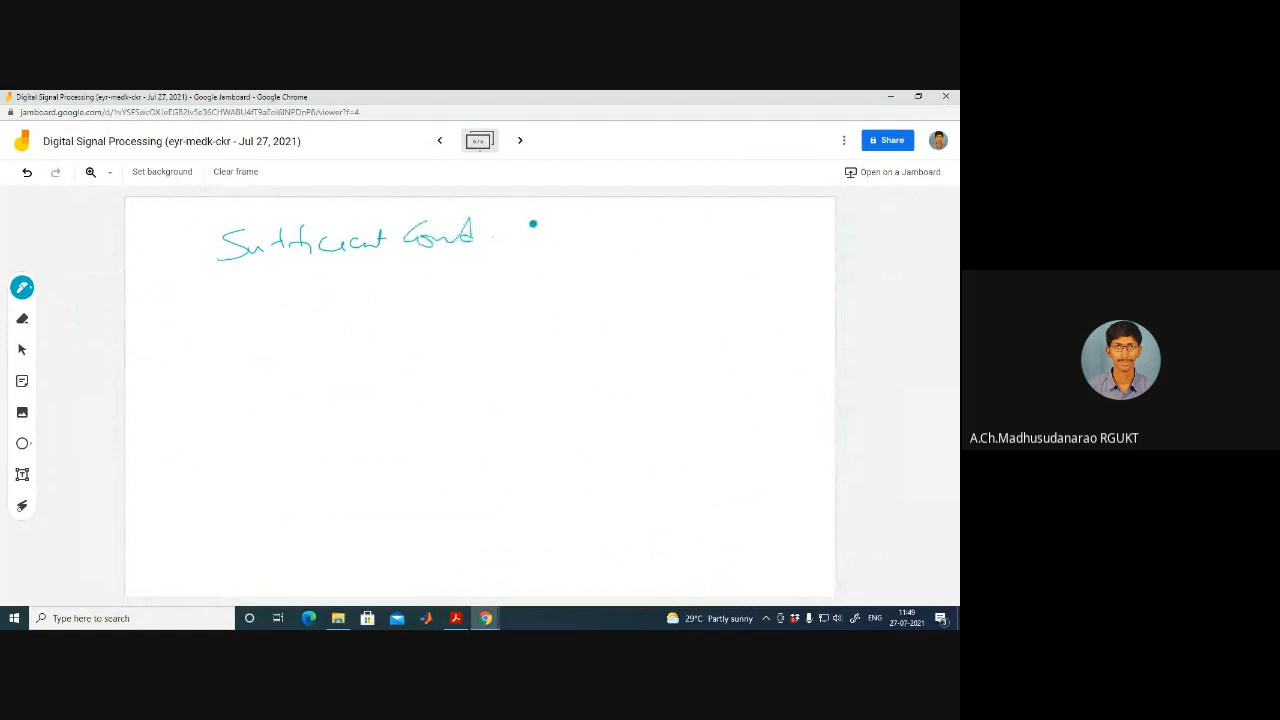 Digital Signal Processing (eyr-medk-ckr - Jul 27, 2021) - Google Jamboard - Google Chrome
Digital Signal Processing (eyr-medk-ckr - Jul 27, 2021)
Share
Set background
Clear frame
Open on a Jamboard
Sufficient Cond
A.Ch.Madhusudanarao RGUKT
Type here to search
29°C Partly sunny
ENG
11:49
27-07-2021